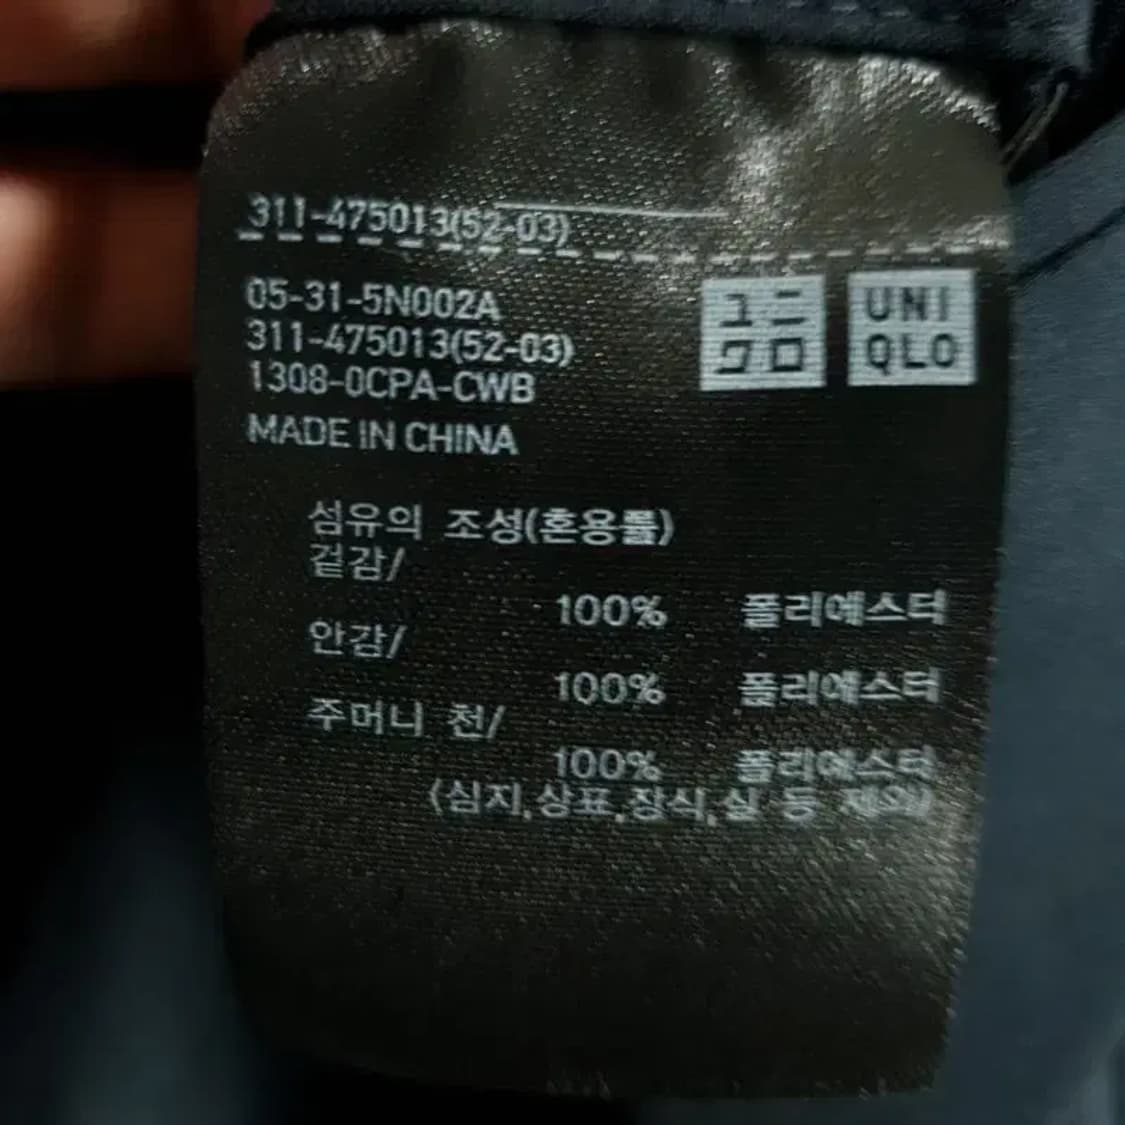 311-475013(52-03)
05-31-5N002A
311-475013(52-03)
1308-0CPA-CWB
MADE IN CHINA
ユニ
クロ
UNI
QLO
섬유의 조성(혼용률)
겉감/
100% 폴리에스터
안감/
100% 폴리에스터
주머니 천/
100% 폴리에스터
(심지,상표,장식,실 등 제외)